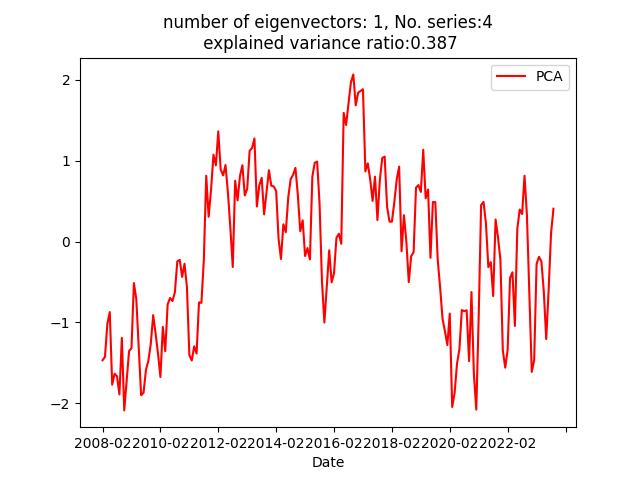 number of eigenvectors: 1, No. series:4
explained variance ratio:0.387
PCA
2
1
0
−1
−2
2008-022010-022012-022014-022016-022018-022020-022022-02
Date